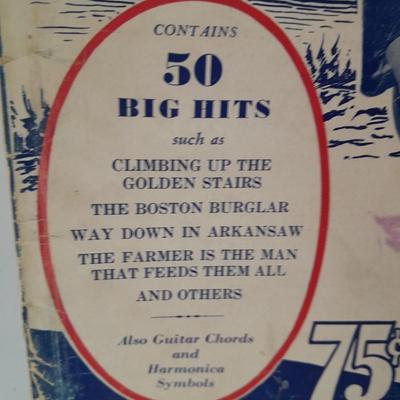 CONTAINS
50
BIG HITS
such as
CLIMBING UP THE
GOLDEN STAIRS
THE BOSTON BURGLAR
WAY DOWN IN ARKANSAW
THE FARMER IS THE MAN
THAT FEEDS THEM ALL
AND OTHERS
Also Guitar Chords
and
Harmonica
Symbols
75¢